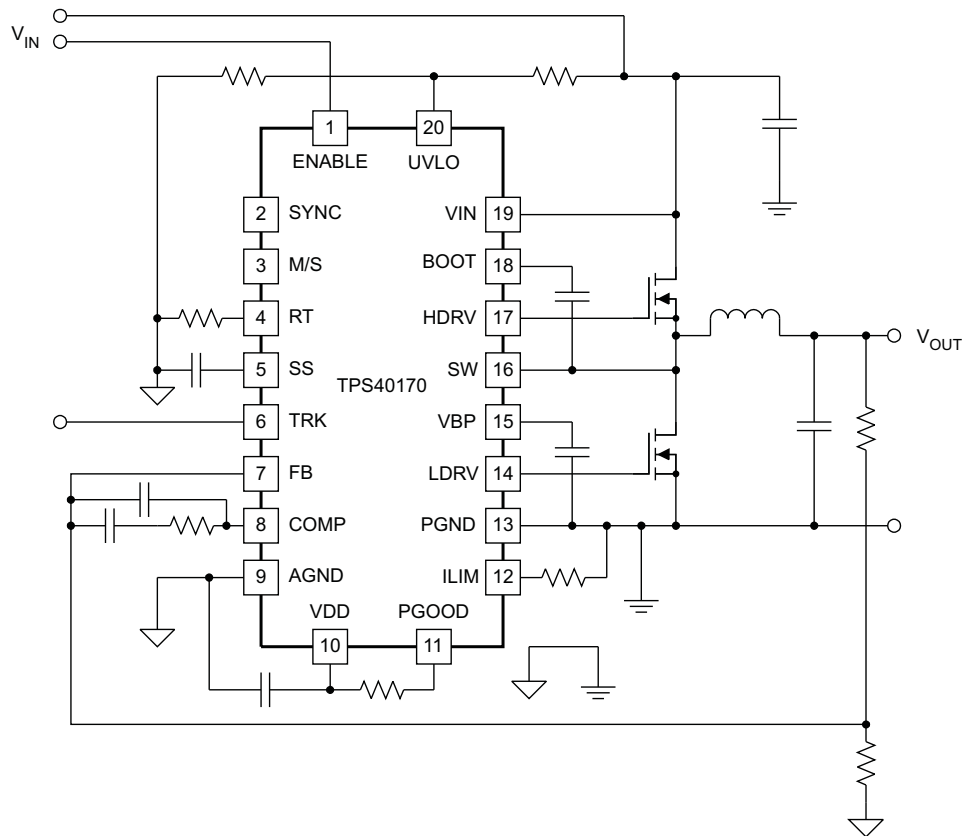 V_IN
1
20
ENABLE
UVLO
2
SYNC
VIN
19
3
M/S
BOOT
18
4
RT
HDRV
17
V_OUT
5
SS
SW
16
TPS40170
6
TRK
VBP
15
7
FB
LDRV
14
8
COMP
PGND
13
9
AGND
ILIM
12
VDD
PGOOD
10
11